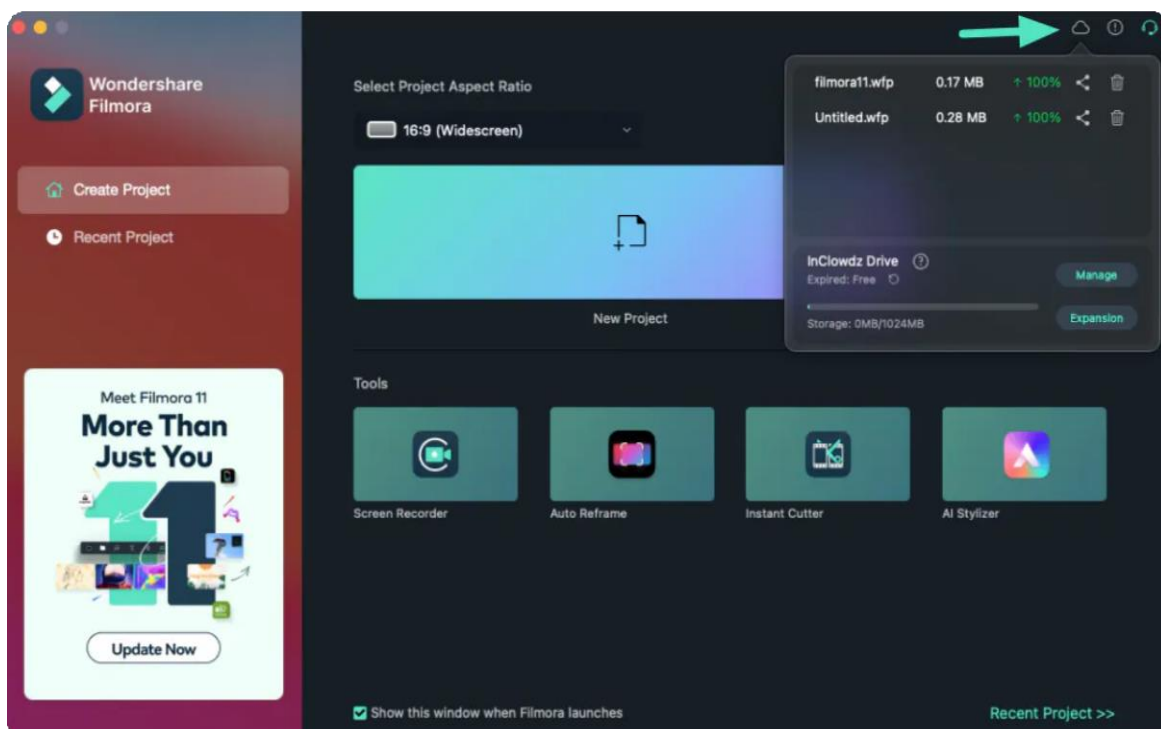 Wondershare
Filmora
Create Project
Recent Project
Meet Filmora 11
More Than
Just You
Update Now
Select Project Aspect Ratio
16:9 (Widescreen)
New Project
filmora11.wfp 0.17 MB ↑ 100%
Untitled.wfp 0.28 MB ↑ 100%
InClowdz Drive ?
Expired: Free
Manage
Storage: 0MB/1024MB
Expansion
Tools
Screen Recorder
Auto Reframe
Instant Cutter
AI Stylizer
Show this window when Filmora launches
Recent Project >>